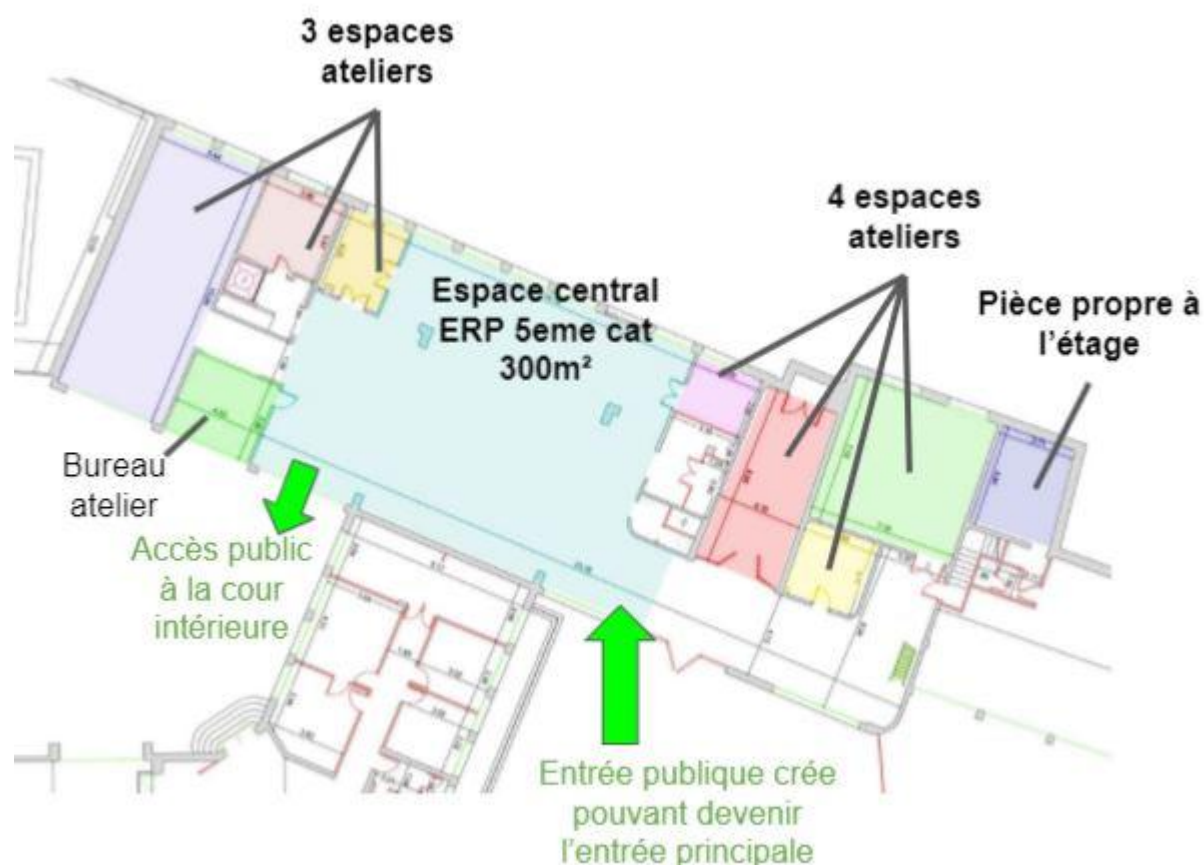 3 espaces
ateliers
4 espaces
ateliers
Espace central
ERP 5eme cat
300m²
Pièce propre à
l'étage
Bureau
atelier
Accès public
à la cour
intérieure
Entrée publique crée
pouvant devenir
l'entrée principale